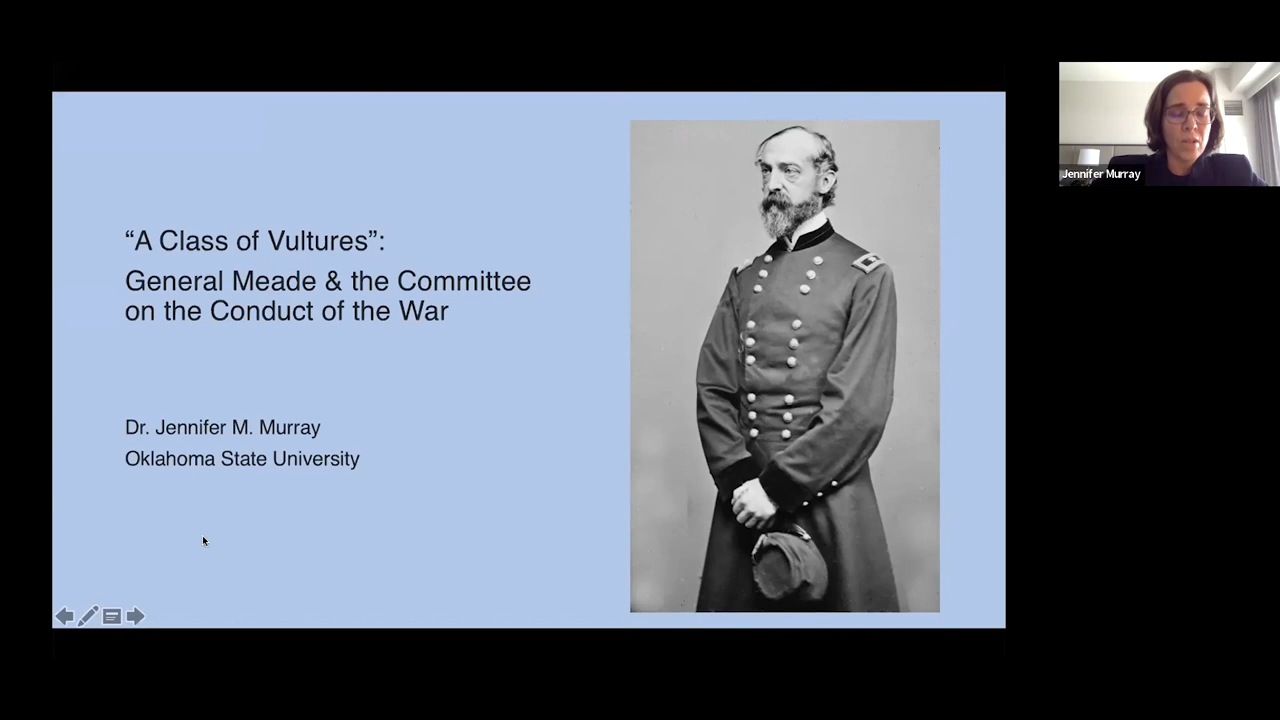 “A Class of Vultures”:
General Meade & the Committee
on the Conduct of the War
Dr. Jennifer M. Murray
Oklahoma State University
Jennifer Murray